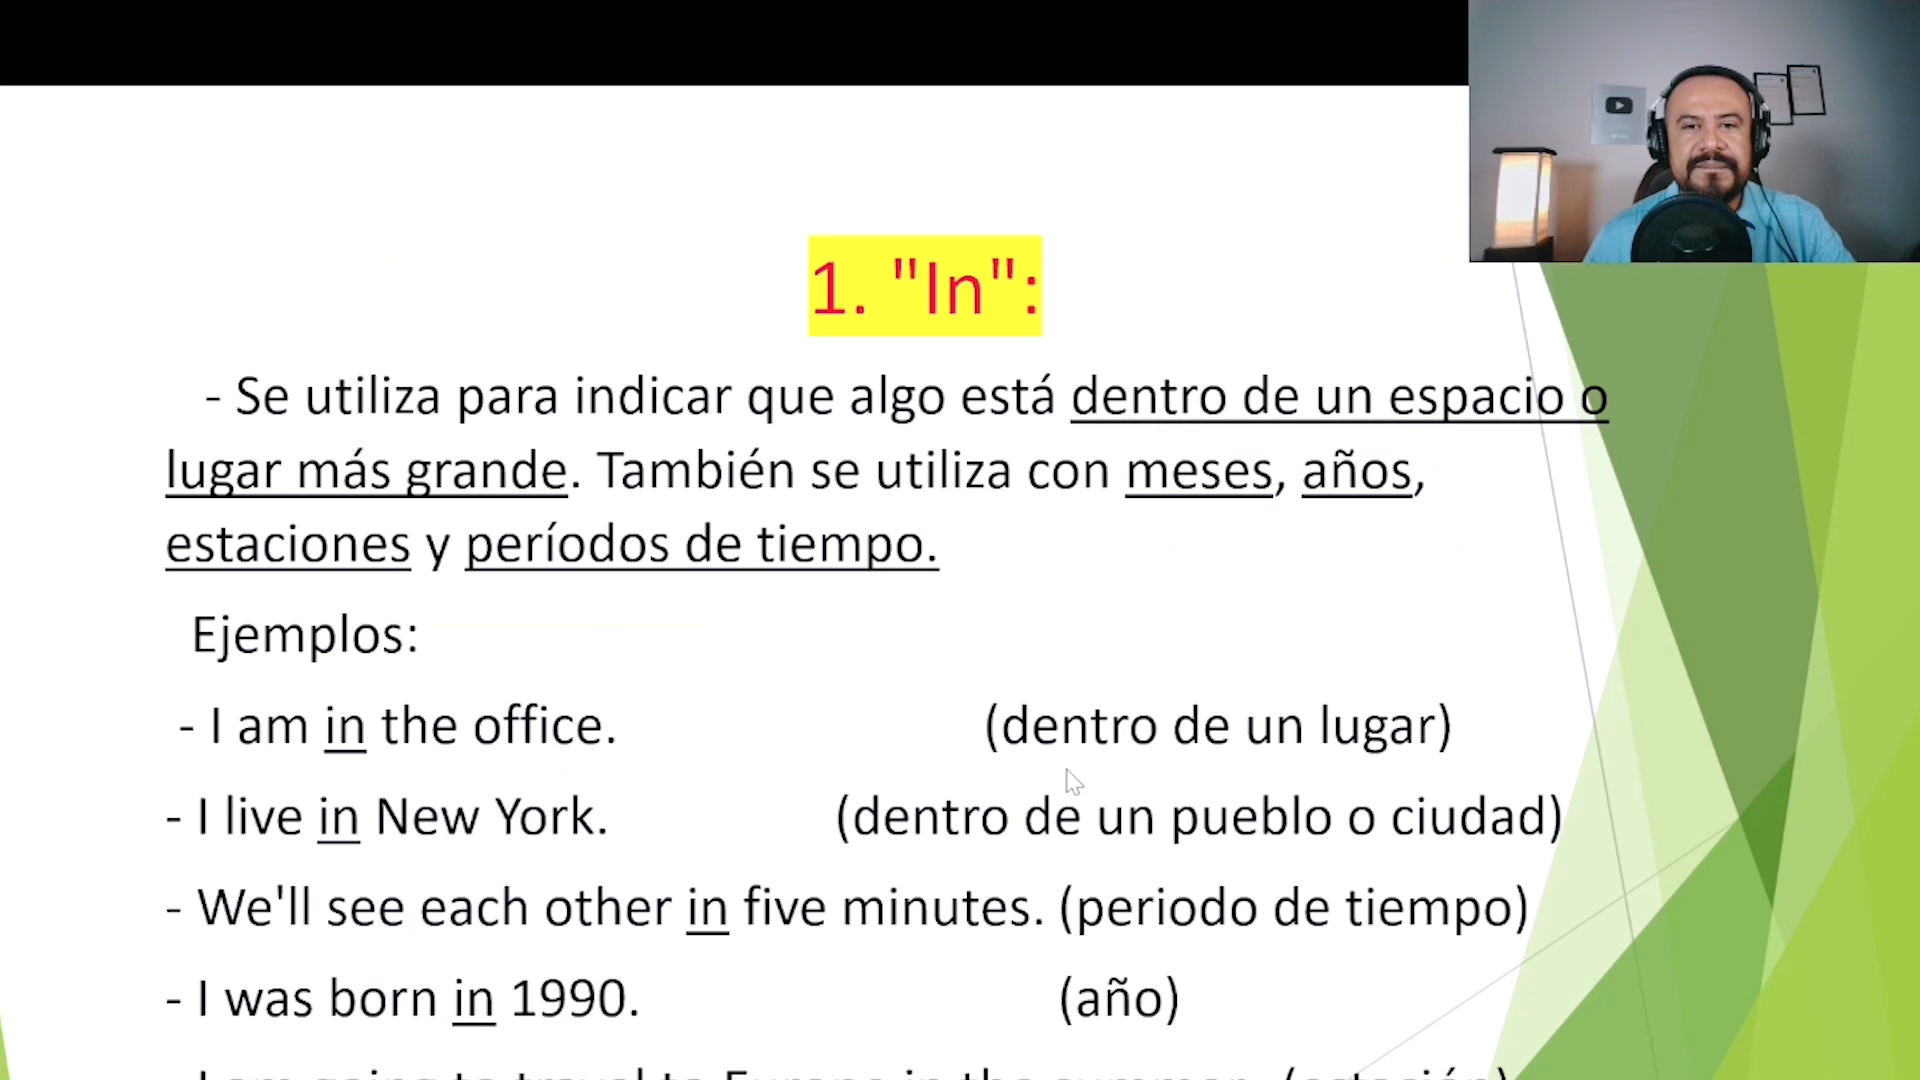 1. "In":
- Se utiliza para indicar que algo está dentro de un espacio o
lugar más grande. También se utiliza con meses, años,
estaciones y períodos de tiempo.
Ejemplos:
- I am in the office. (dentro de un lugar)
- I live in New York. (dentro de un pueblo o ciudad)
- We'll see each other in five minutes. (periodo de tiempo)
- I was born in 1990. (año)
I am going to travel to Europe in the summer. (estación)